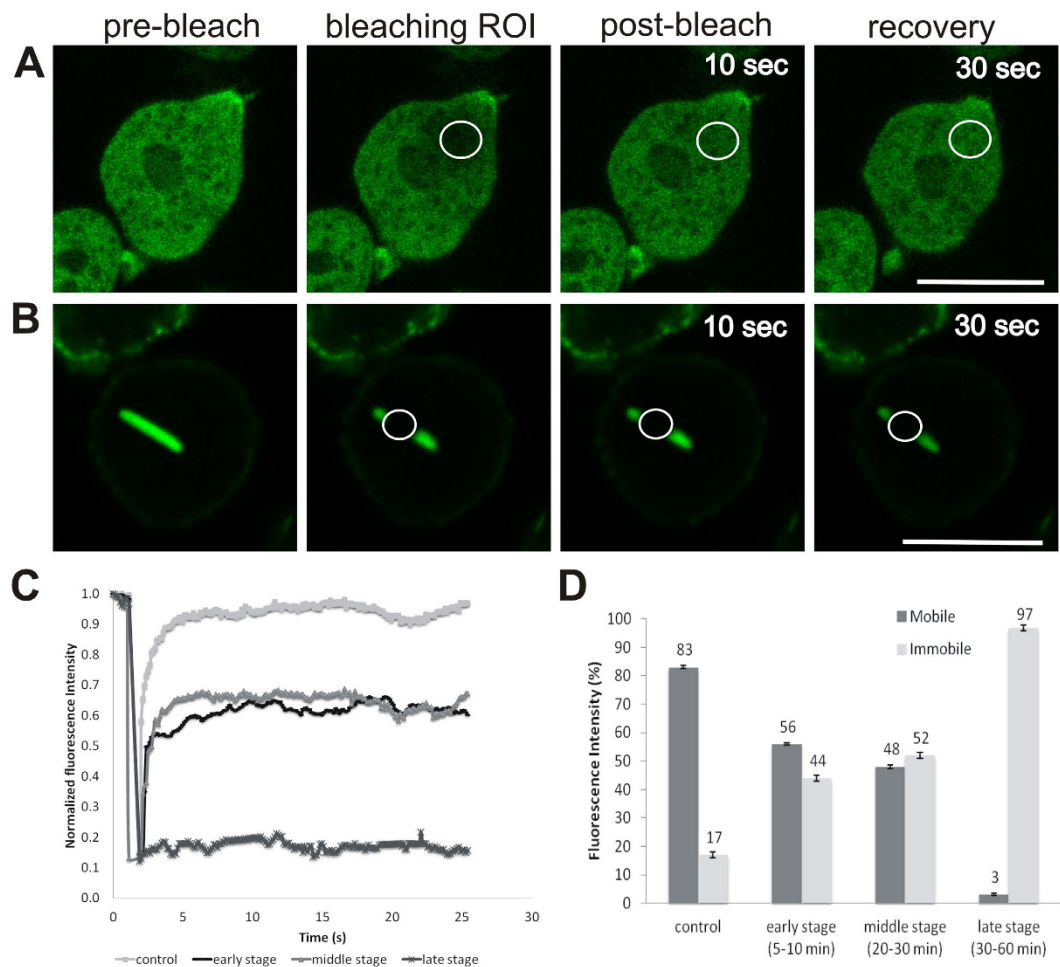 pre-bleach bleaching ROI post-bleach recovery
A 10 sec 30 sec
B 10 sec 30 sec
C
Normalized fluorescence Intensity
1.0
0.9
0.8
0.7
0.6
0.5
0.4
0.3
0.2
0.1
0.0
0 5 10 15 20 25 30
Time (s)
control early stage middle stage late stage
D
Mobile
Immobile
Fluorescence Intensity (%)
100
90
80
70
60
50
40
30
20
10
0
83 17 56 44 48 52 3 97
control early stage middle stage late stage
(5-10 min) (20-30 min) (30-60 min)